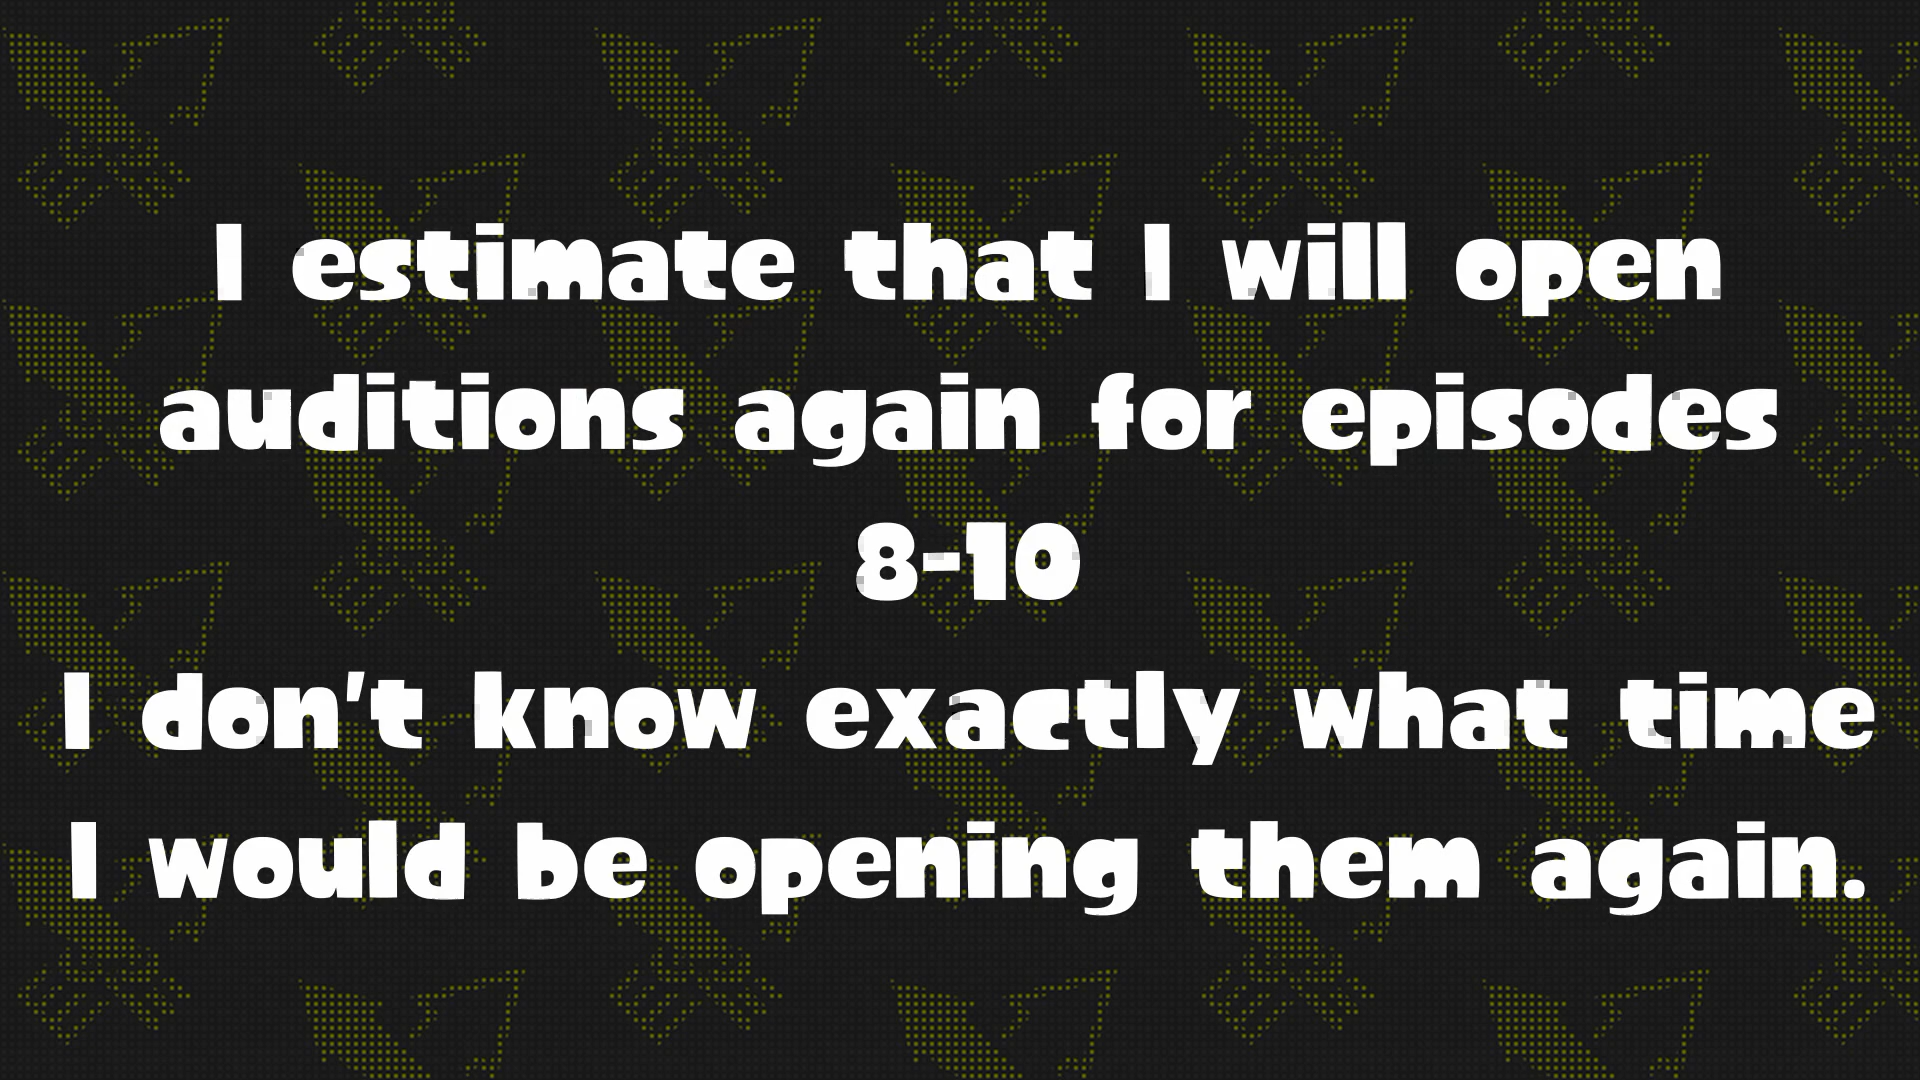 I estimate that I will open
auditions again for episodes
8-10
I don't know exactly what time
I would be opening them again.